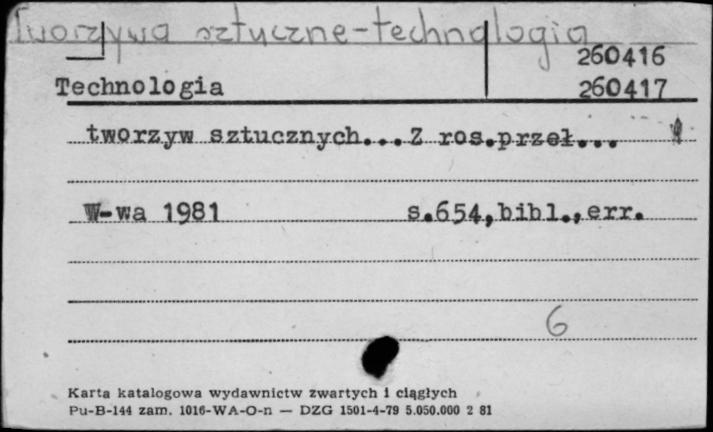 Tworzywa sztuczne-technologia
260416
Technologia 260417
tworzyw sztucznych...Z ros.przeł...
W-wa 1981 s.654,bibl.,err.
6
Karta katalogowa wydawnictw zwartych i ciągłych
Pu-B-144 zam. 1016-WA-O-n — DZG 1501-4-79 5.050.000 2 81